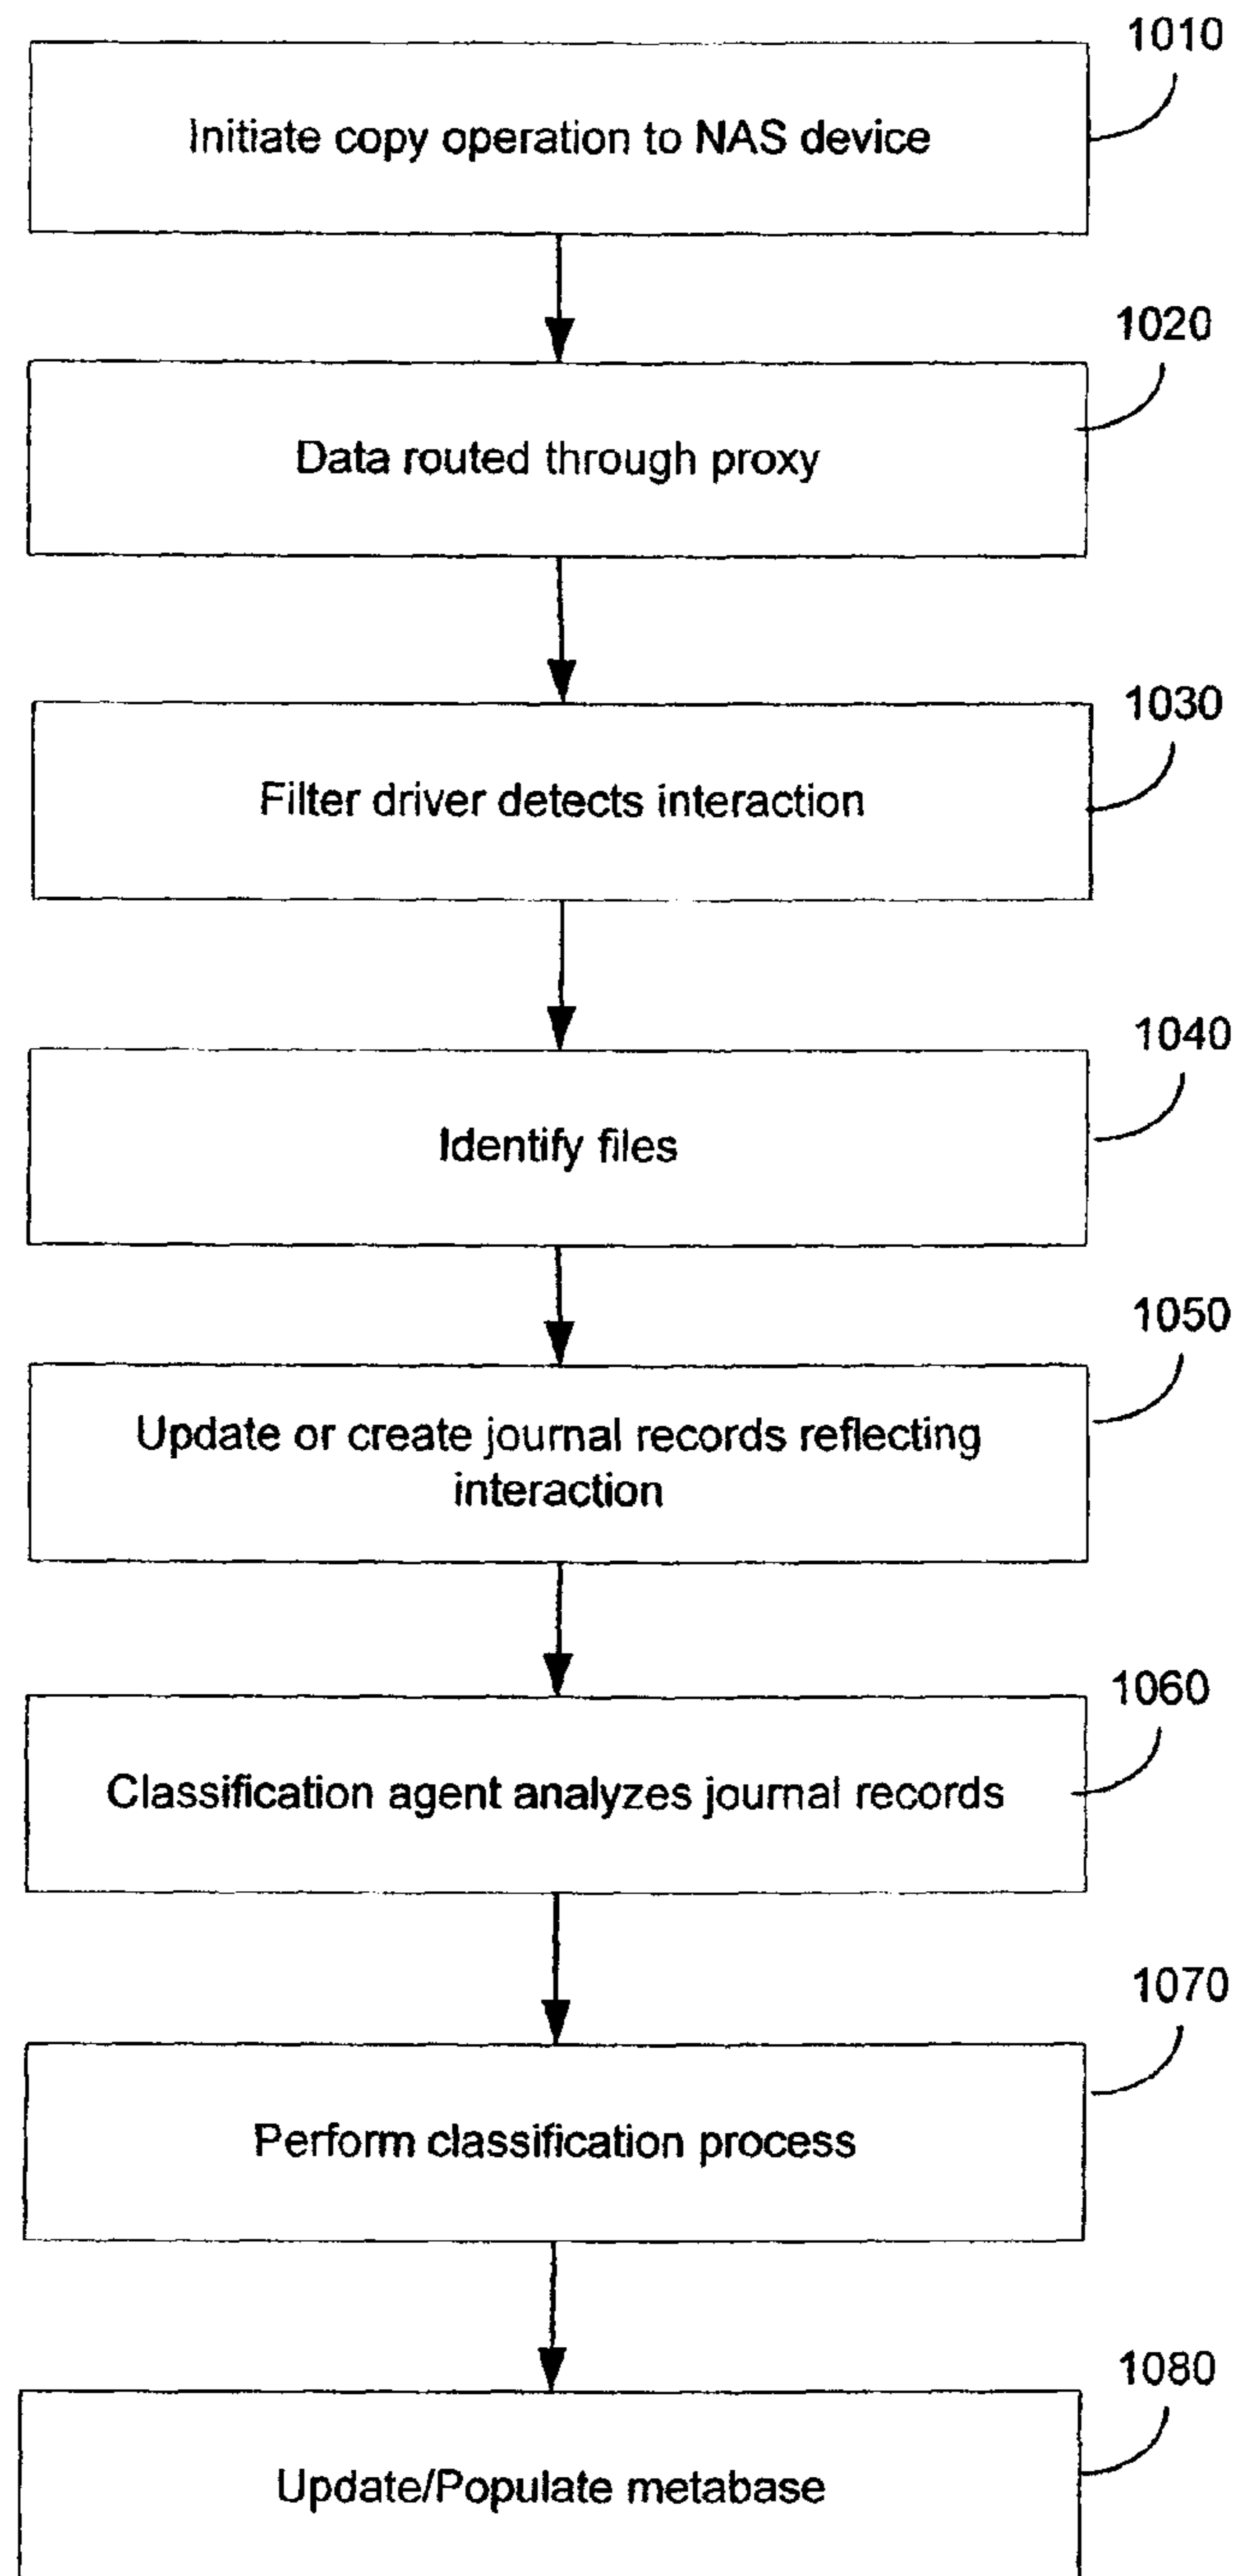 1010
Initiate copy operation to NAS device
1020
Data routed through proxy
1030
Filter driver detects interaction
1040
Identify files
1050
Update or create journal records reflecting
interaction
1060
Classification agent analyzes journal records
1070
Perform classification process
1080
Update/Populate metabase